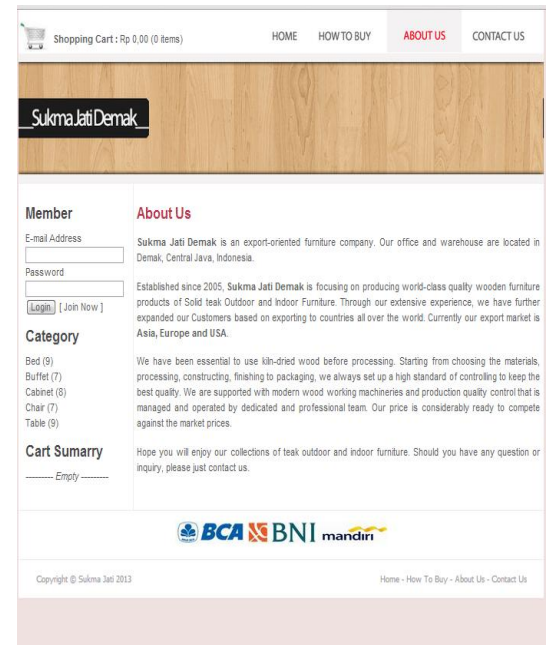 Shopping Cart : Rp 0,00 (0 items)
HOME HOW TO BUY ABOUT US CONTACT US
__Sukma Jati Demak__
Member
E-mail Address
Password
Login [ Join Now ]
Category
Bed (9)
Buffet (7)
Cabinet (8)
Chair (7)
Table (9)
Cart Sumarry
--------- Empty ---------
About Us
Sukma Jati Demak is an export-oriented furniture company. Our office and warehouse are located in
Demak, Central Java, Indonesia.
Established since 2005, Sukma Jati Demak is focusing on producing world-class quality wooden furniture
products of Solid teak Outdoor and Indoor Furniture. Through our extensive experience, we have further
expanded our Customers based on exporting to countries all over the world. Currently our export market is
Asia, Europe and USA.
We have been essential to use kiln-dried wood before processing. Starting from choosing the materials,
processing, constructing, finishing to packaging, we always set up a high standard of controlling to keep the
best quality. We are supported with modern wood working machineries and production quality control that is
managed and operated by dedicated and professional team. Our price is considerably ready to compete
against the market prices.
Hope you will enjoy our collections of teak outdoor and indoor furniture. Should you have any question or
inquiry, please just contact us.
BCA BNI mandiri
Copyright © Sukma Jati 2013
Home - How To Buy - About Us - Contact Us